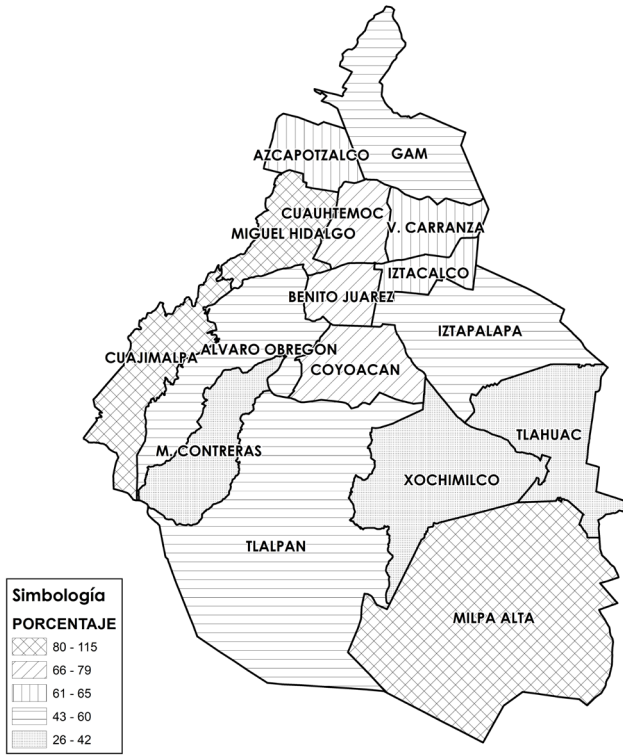 AZCAPOTZALCO
GAM
CUAUHTEMOC
MIGUEL HIDALGO
V. CARRANZA
IZTACALCO
BENITO JUAREZ
IZTAPALAPA
CUAJIMALPA
ALVARO OBREGÓN
COYOACAN
TLAHUAC
M. CONTRERAS
XOCHIMILCO
TLALPAN
MILPA ALTA
Simbología
PORCENTAJE
80 - 115
66 - 79
61 - 65
43 - 60
26 - 42